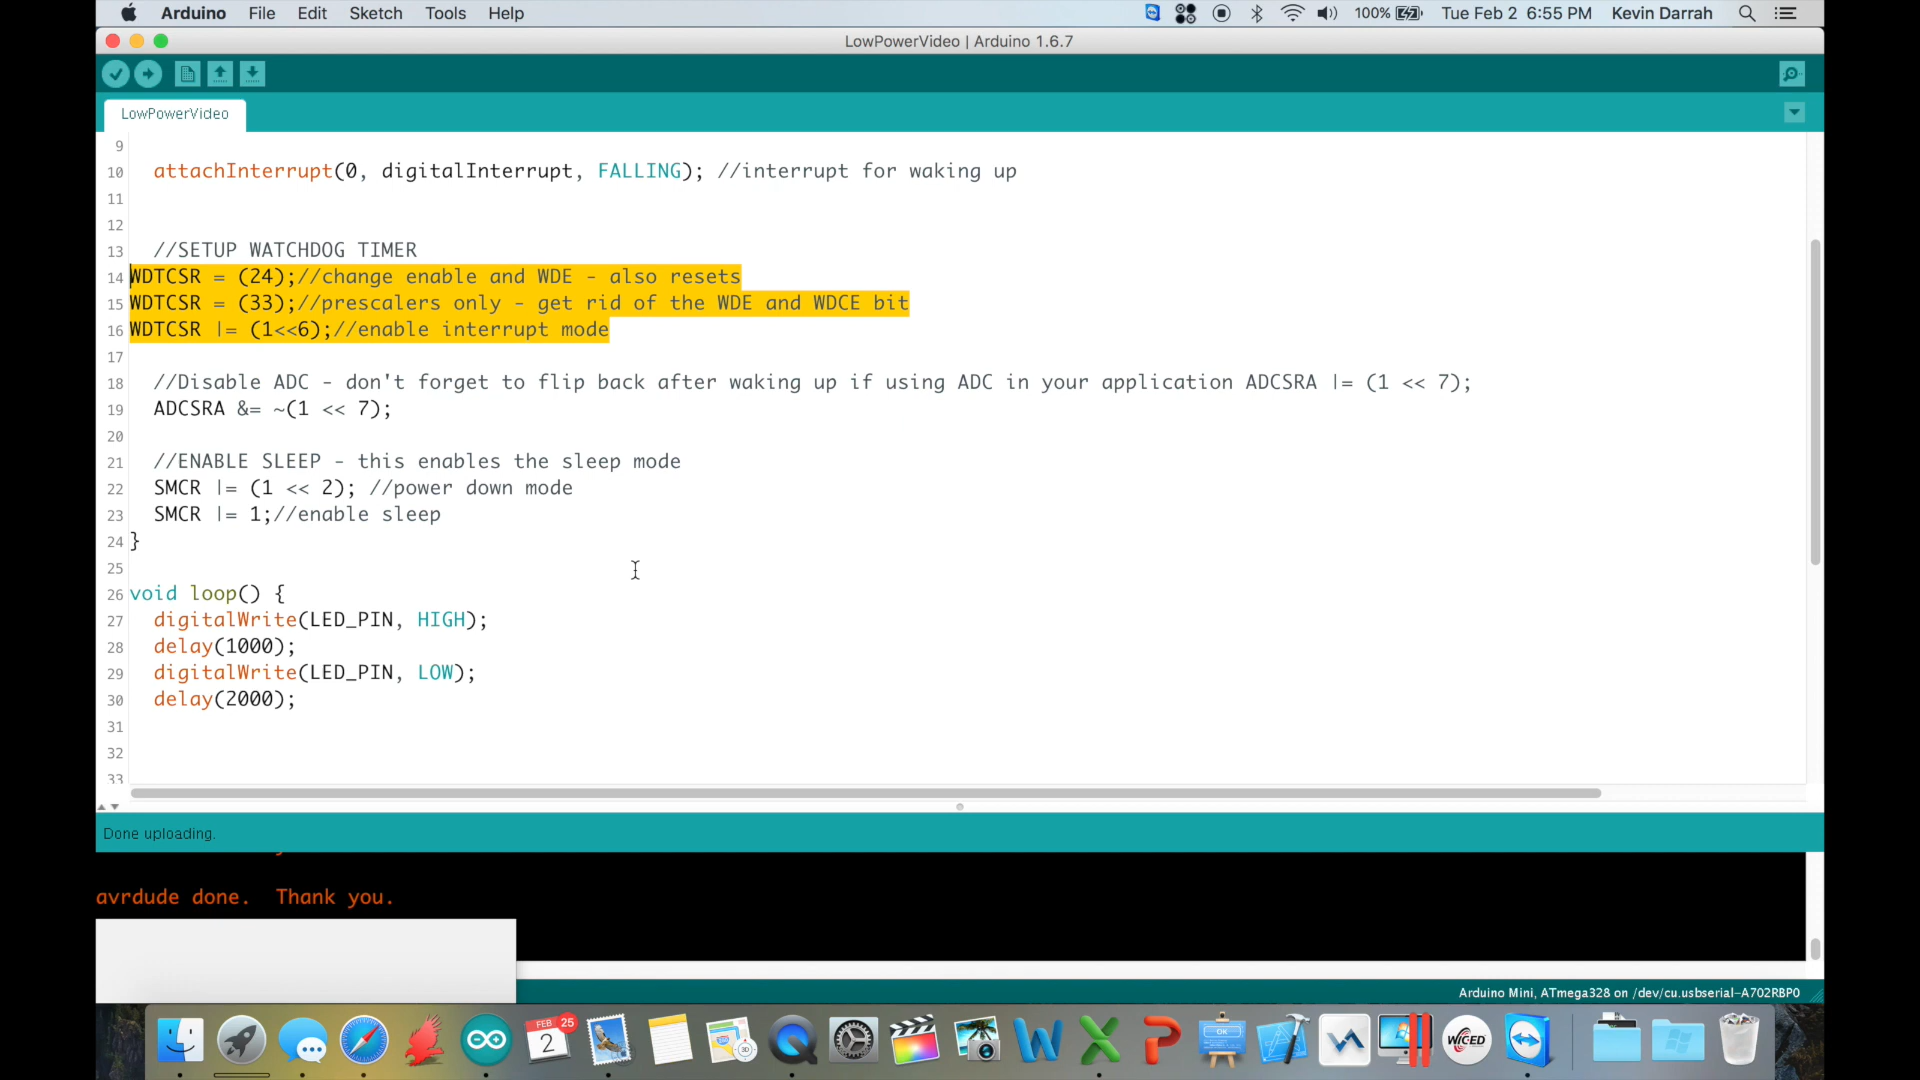 Arduino File Edit Sketch Tools Help 100% Tue Feb 2 6:55 PM Kevin Darrah
LowPowerVideo | Arduino 1.6.7
LowPowerVideo
9
10 attachInterrupt(0, digitalInterrupt, FALLING); //interrupt for waking up
11
12
13 //SETUP WATCHDOG TIMER
14 WDTCSR = (24);//change enable and WDE - also resets
15 WDTCSR = (33);//prescalers only - get rid of the WDE and WDCE bit
16 WDTCSR |= (1<<6);//enable interrupt mode
17
18 //Disable ADC - don't forget to flip back after waking up if using ADC in your application ADCSRA |= (1 << 7);
19 ADCSRA &= ~(1 << 7);
20
21 //ENABLE SLEEP - this enables the sleep mode
22 SMCR |= (1 << 2); //power down mode
23 SMCR |= 1;//enable sleep
24 }
25
26 void loop() {
27 digitalWrite(LED_PIN, HIGH);
28 delay(1000);
29 digitalWrite(LED_PIN, LOW);
30 delay(2000);
31
32
33
Done uploading.
avrdude done. Thank you.
Arduino Mini, ATmega328 on /dev/cu.usbserial-A702RBP0
FEB 25
2
3D
OK
WICED